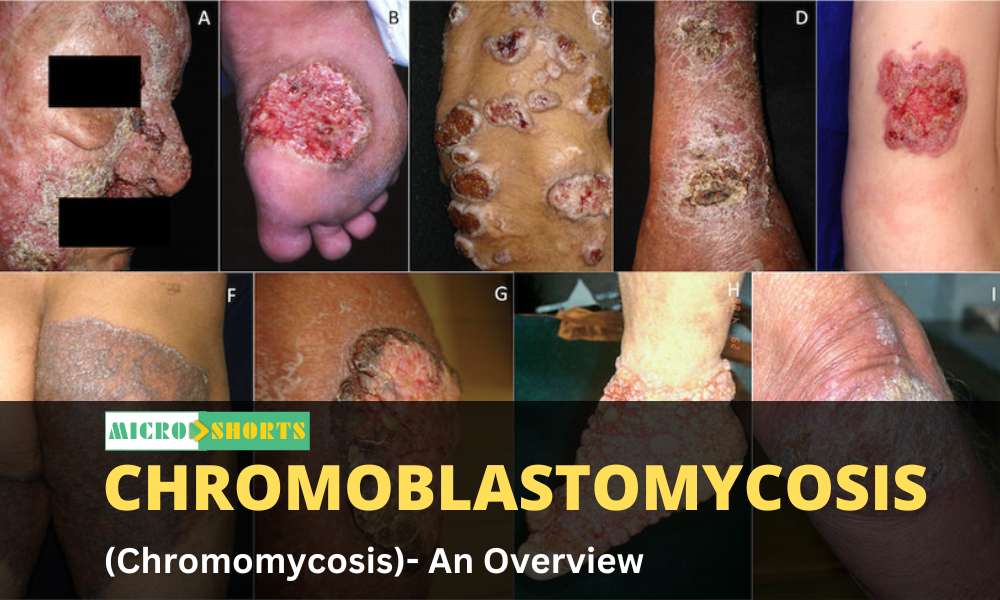 A
B
C
D
F
G
H
I
MICRO SHORTS
CHROMOBLASTOMYCOSIS
(Chromomycosis)- An Overview